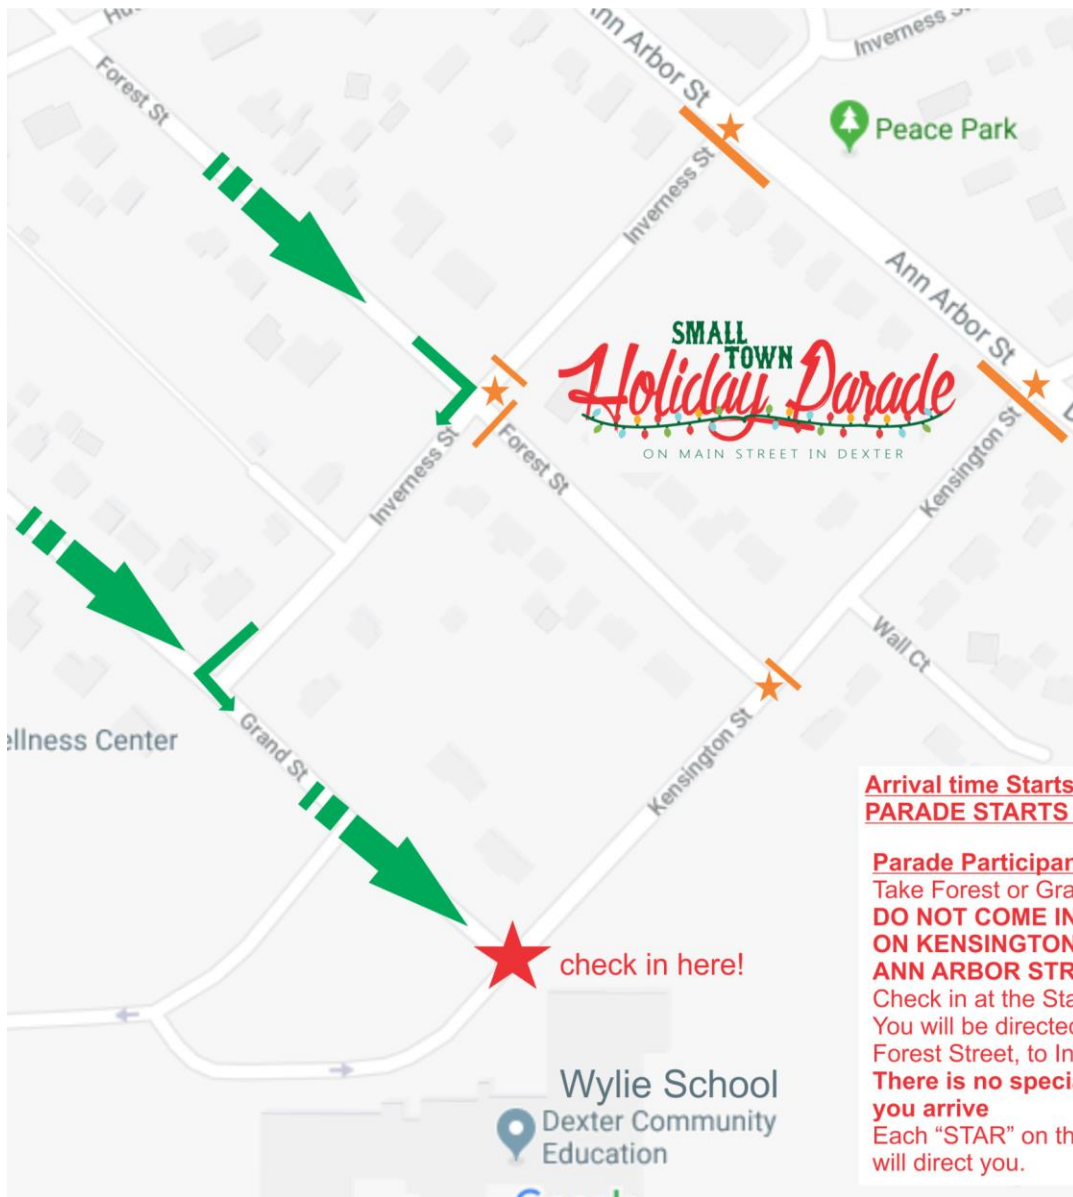 Forest St
Ann Arbor St
Inverness
Peace Park
Inverness St
Ann Arbor St
SMALL
TOWN
Holiday Parade
ON MAIN STREET IN DEXTER
Forest St
Inverness St
Kensington St
Wall Ct
Grand St
Kensington St
ellness Center
Arrival time Starts
PARADE STARTS
Parade Participan
Take Forest or Gra
DO NOT COME IN
ON KENSINGTON
ANN ARBOR STR
Check in at the Sta
You will be directed
Forest Street, to In
There is no speci
you arrive
Each “STAR” on th
will direct you.
check in here!
Wylie School
Dexter Community
Education